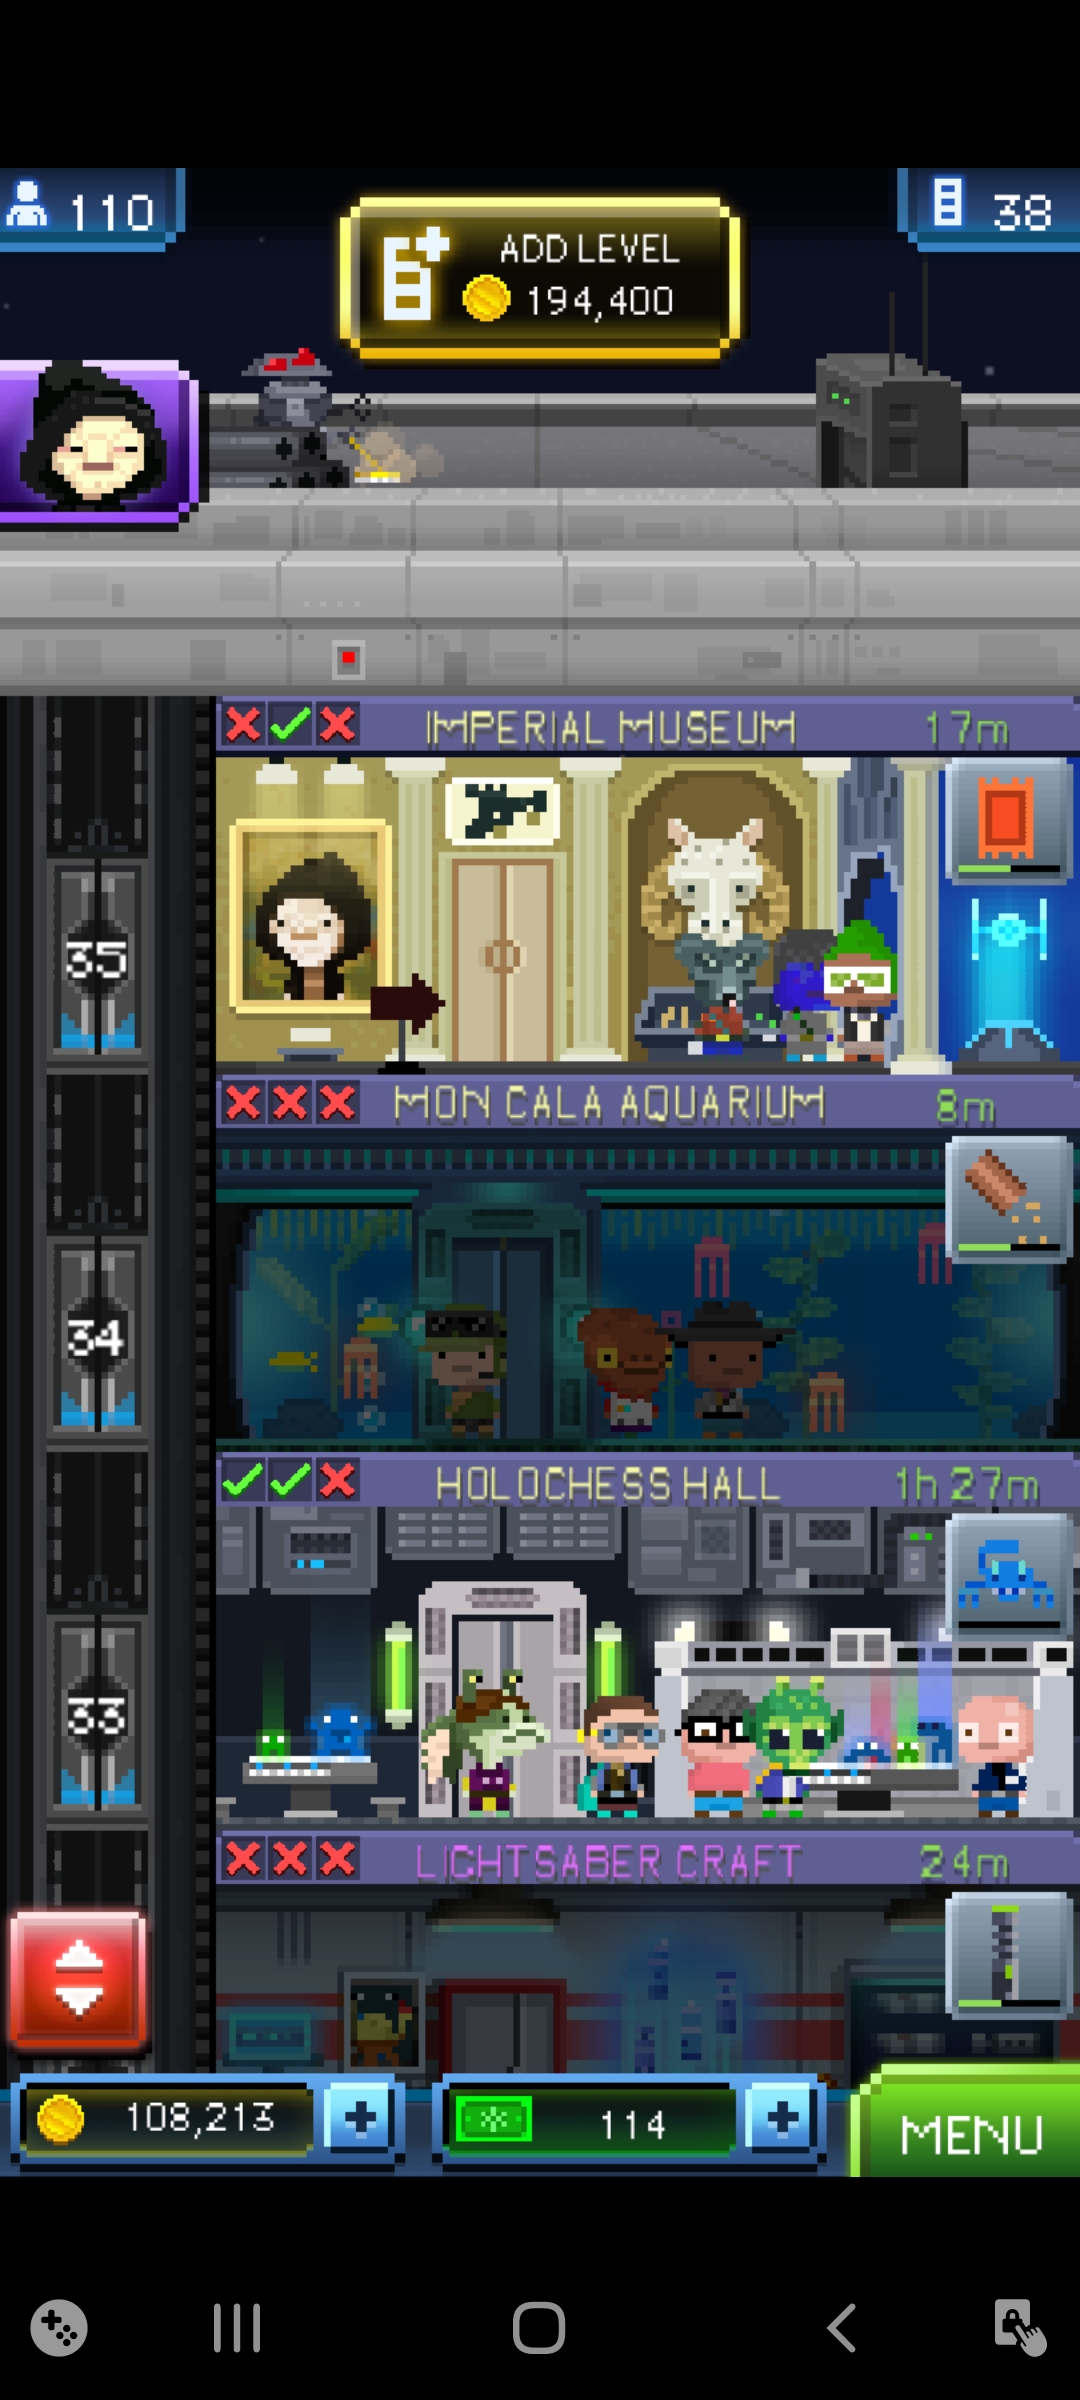 110
ADD LEVEL
194,400
38
IMPERIAL MUSEUM 17m
35
MON CALA AQUARIUM 8m
34
HOLOCHESS HALL 1h 27m
33
LIGHTSABER CRAFT 24m
108,213
114
MENU